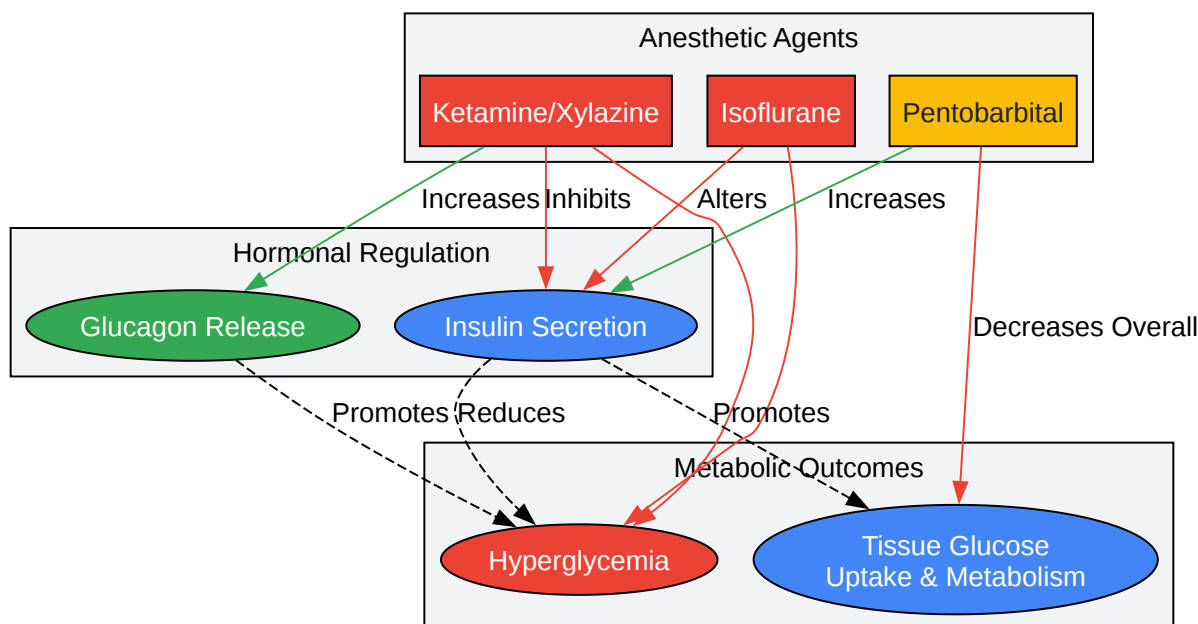 Anesthetic Agents
Ketamine/Xylazine
Isoflurane
Pentobarbital
Increases
Inhibits
Alters
Increases
Hormonal Regulation
Glucagon Release
Insulin Secretion
Decreases Overall
Promotes
Reduces
Promotes
Metabolic Outcomes
Hyperglycemia
Tissue Glucose
Uptake & Metabolism